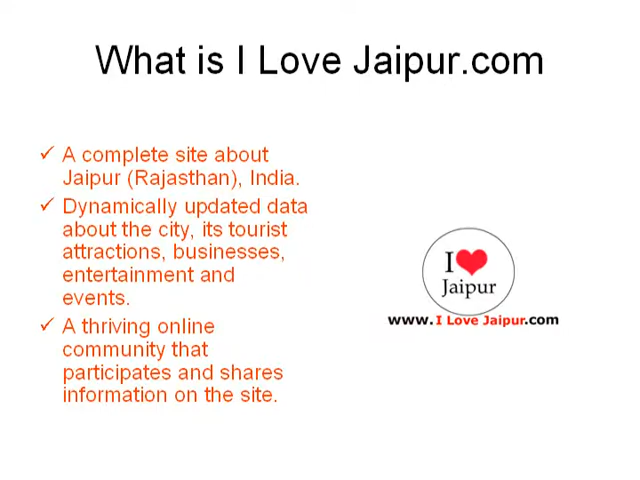 What is I Love Jaipur.com
A complete site about
Jaipur (Rajasthan), India.
Dynamically updated data
about the city, its tourist
attractions, businesses,
entertainment and
events.
A thriving online
community that
participates and shares
information on the site.
I
Jaipur
www.I Love Jaipur.com